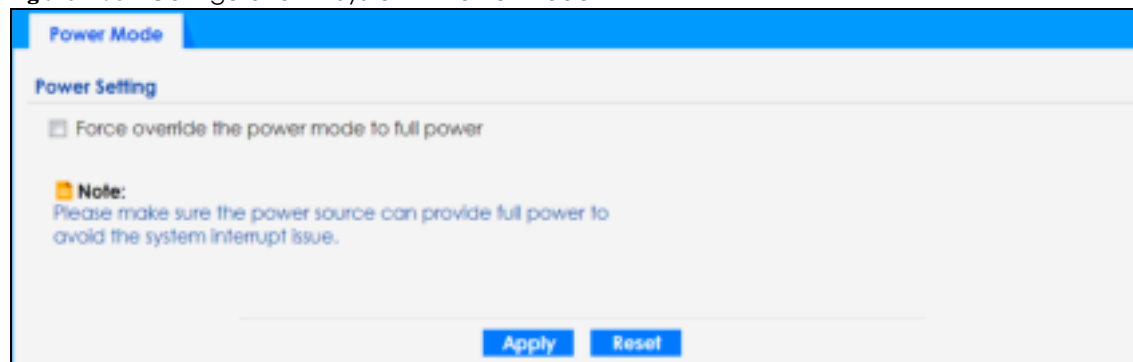 Power Mode
Power Setting
Force override the power mode to full power
Note:
Please make sure the power source can provide full power to
avoid the system interrupt issue.
Apply Reset